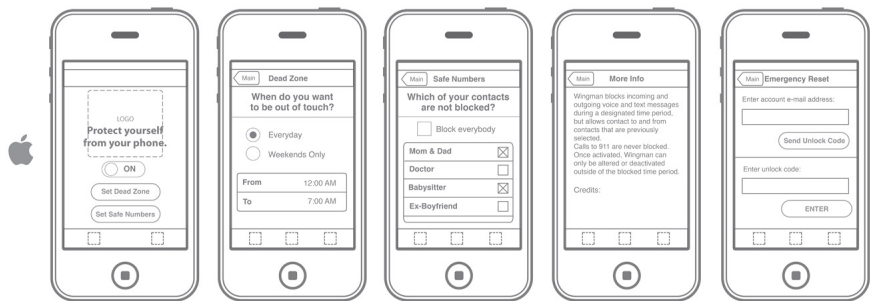 LOGO
Protect yourself
from your phone.
ON
Set Dead Zone
Set Safe Numbers
Main
Dead Zone
When do you want
to be out of touch?
Everyday
Weekends Only
From
12:00 AM
To
7:00 AM
Main
Safe Numbers
Which of your contacts
are not blocked?
Block everybody
Mom & Dad
Doctor
Babysitter
Ex-Boyfriend
Main
More Info
Wingman blocks incoming and
outgoing voice and text messages
during a designated time period,
but allows contact to and from
contacts that are previously
selected.
Calls to 911 are never blocked.
Once activated, Wingman can
only be altered or deactivated
outside of the blocked time period.
Credits:
Main
Emergency Reset
Enter account e-mail address:
Send Unlock Code
Enter unlock code:
ENTER